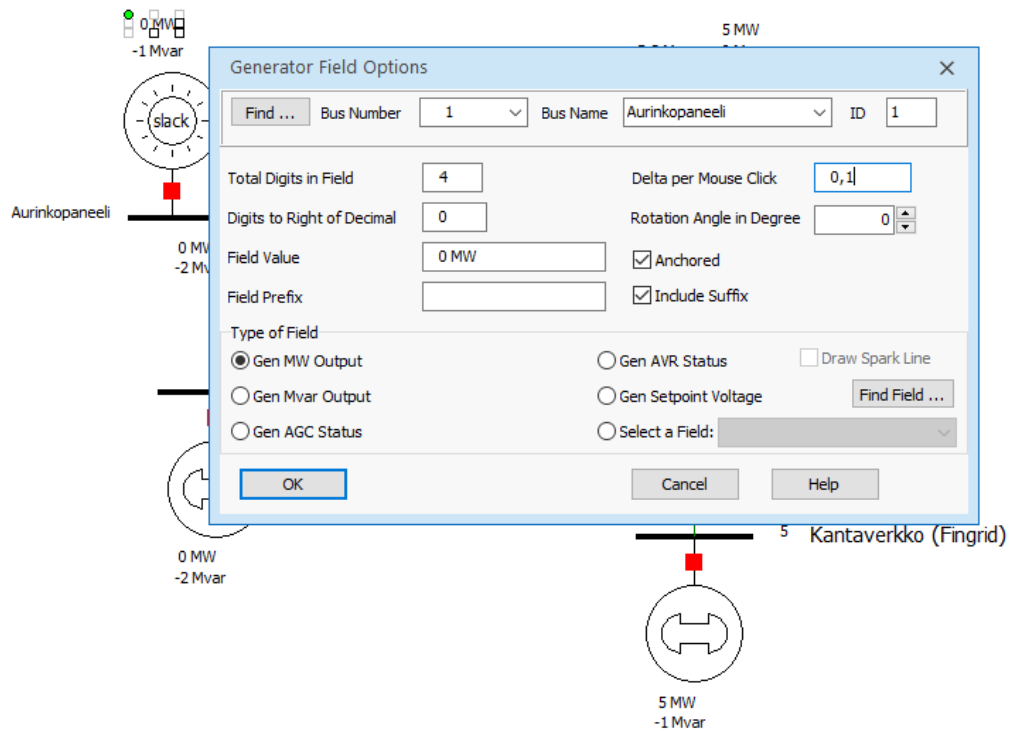 0 MW
-1 Mvar
5 MW
Generator Field Options
Find ... Bus Number 1 Bus Name Aurinkopaneeli ID 1
slack
Total Digits in Field 4 Delta per Mouse Click 0,1
Aurinkopaneeli
Digits to Right of Decimal 0 Rotation Angle in Degree 0
0 MW
-2 Mv
Field Value 0 MW Anchored
Field Prefix Include Suffix
Type of Field
Gen MW Output Gen AVR Status Draw Spark Line
Gen Mvar Output Gen Setpoint Voltage Find Field ...
Gen AGC Status Select a Field:
OK Cancel Help
5 Kantaverkko (Fingrid)
0 MW
-2 Mvar
5 MW
-1 Mvar